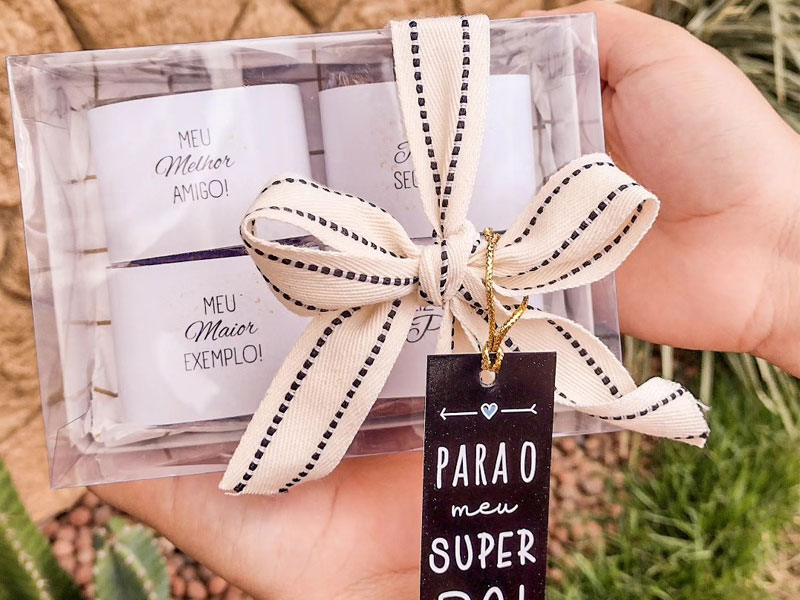 MEU
Melhor
AMIGO!
MEU
Maior
EXEMPLO!
PARA O
meu
SUPER